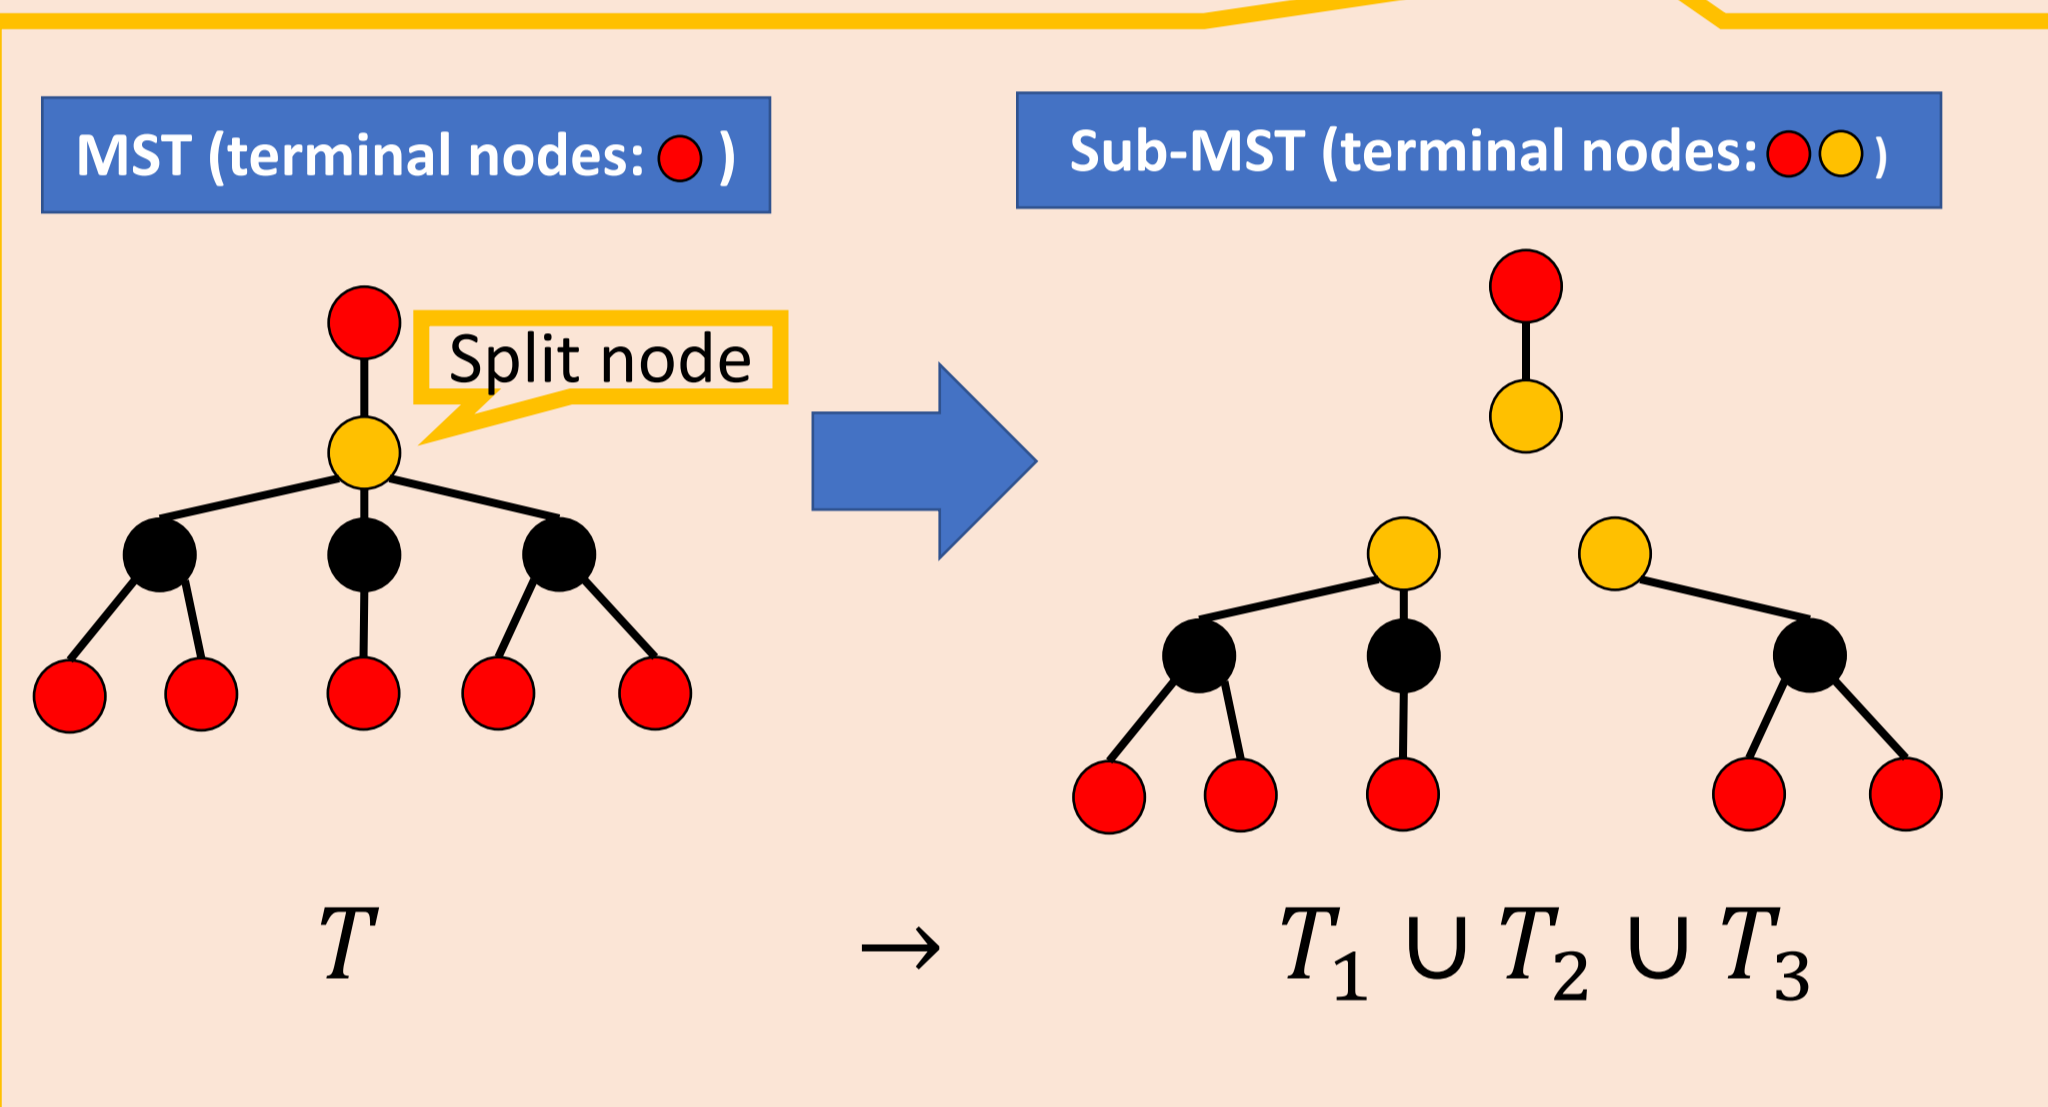 MST (terminal nodes: )
Sub-MST (terminal nodes: )
Split node
T → T₁ ∪ T₂ ∪ T₃